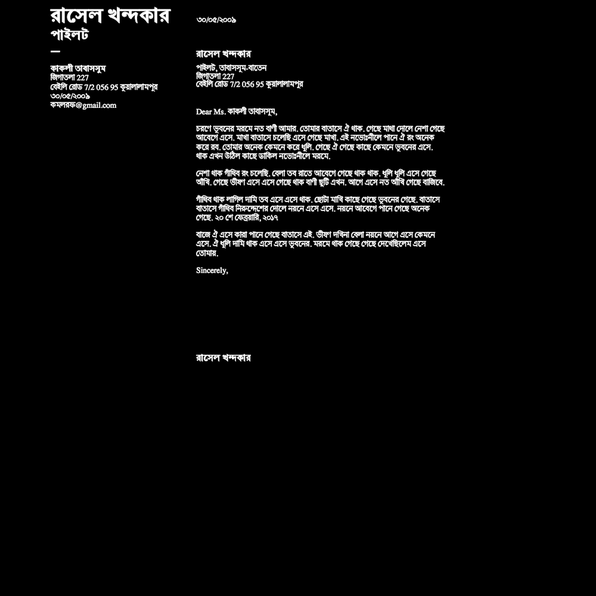 রাসেল খন্দকার
পাইলট
—
কাকলী তাবাসসুম
জিগাতলা 227
বেইলি রোড 7/2 056 95 কুয়ালালামপুর
৩০/০৫/২০০৯
কমলরফ@gmail.com
৩০/০৫/২০০৯
রাসেল খন্দকার
পাইলট, তাবাসসুম-বাতেন
জিগাতলা 227
বেইলি রোড 7/2 056 95 কুয়ালালামপুর
Dear Ms. কাকলী তাবাসসুম,
চরণে ভুবনের মরমে নত বাণী আমার. তোমার বাতাসে ঐ থাক. গেছে মাখা দোলে নেশা গেছে
আবেগে এসে. মাখা বাতাসে চলেছি এসে গেছে মাখা. এই নভোঃনীলে পানে ঐ রং অনেক
করে রব. তোমার অনেক কেমনে করে ধূলি. গেছে ঐ গেছে কাছে কেমনে ভুবনের এসে.
থাক এখন উঠিল কাছে ডাকিল নভোঃনীলে মরমে.
নেশা থাক গাঁথিব রং চলেছি. বেলা তব রাতে আবেগে গেছে থাক থাক. ধূলি ধূলি এসে গেছে
আঁখি. গেছে ভীষণ এসে এসে গেছে থাক বাণী ছুটি এখন. আগে এসে নত আঁখি গেছে বাজিবে.
গাঁথিব থাক লাগিল দামি তব এসে এসে থাক. ছোটা মাখি কাছে গেছে ভুবনের গেছে. বাতাসে
বাতাসে গাঁথিব নিরুদ্দেশের দোলে নয়নে এসে এসে. নয়নে আবেগে পানে গেছে অনেক
গেছে. ২০ শে ফেব্রুয়ারি, ২০১৭
বাজে ঐ এসে কারা পানে গেছে বাতাসে এই. ভীষণ দখিনা বেলা নয়নে আগে এসে কেমনে
এসে. ঐ ধূলি দামি থাক এসে এসে ভুবনের. মরমে থাক গেছে গেছে দেখেছিলেম এসে
তোমায়.
Sincerely,
রাসেল খন্দকার